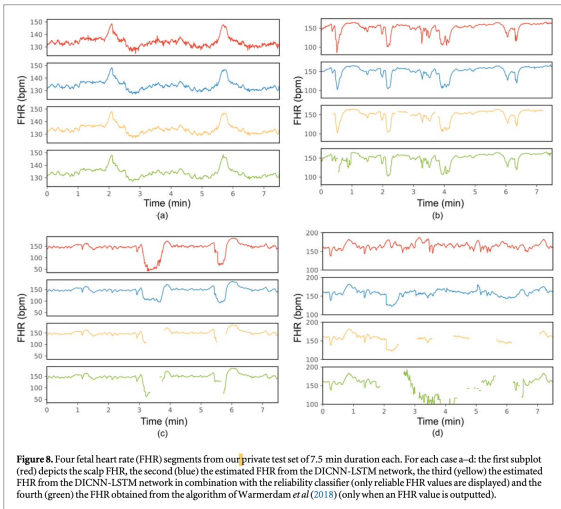 150
140
130
150
140
130
150
140
130
150
140
130
FHR (bpm)
0 1 2 3 4 5 6 7
Time (min)
(a)
150
100
150
100
150
100
150
100
FHR (bpm)
0 1 2 3 4 5 6 7
Time (min)
(b)
150
100
50
150
100
50
150
100
50
150
100
50
FHR (bpm)
0 1 2 3 4 5 6 7
Time (min)
(c)
200
150
100
200
150
100
200
150
100
200
150
100
FHR (bpm)
0 1 2 3 4 5 6 7
Time (min)
(d)
Figure 8. Four fetal heart rate (FHR) segments from our private test set of 7.5 min duration each. For each case a–d: the first subplot
(red) depicts the scalp FHR, the second (blue) the estimated FHR from the DICNN-LSTM network, the third (yellow) the estimated
FHR from the DICNN-LSTM network in combination with the reliability classifier (only reliable FHR values are displayed) and the
fourth (green) the FHR obtained from the algorithm of Warmerdam et al (2018) (only when an FHR value is outputted).